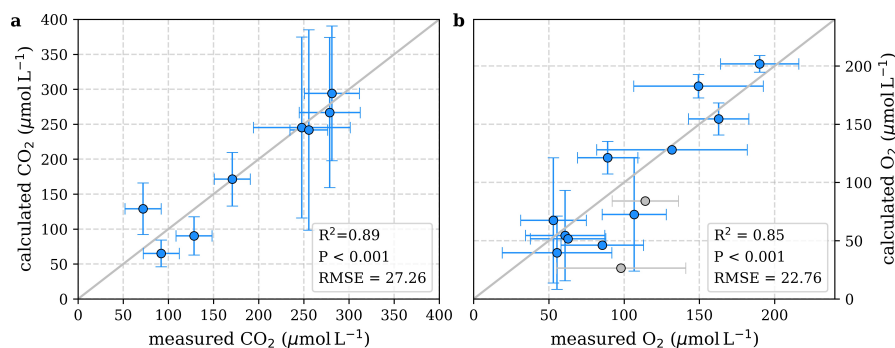 a
400
350
300
250
200
150
100
50
0
calculated CO₂ (μmol L⁻¹)
R²=0.89
P < 0.001
RMSE = 27.26
0 50 100 150 200 250 300 350 400
measured CO₂ (μmol L⁻¹)
b
R² = 0.85
P < 0.001
RMSE = 22.76
0 50 100 150 200
measured O₂ (μmol L⁻¹)
200
150
100
50
0
calculated O₂ (μmol L⁻¹)